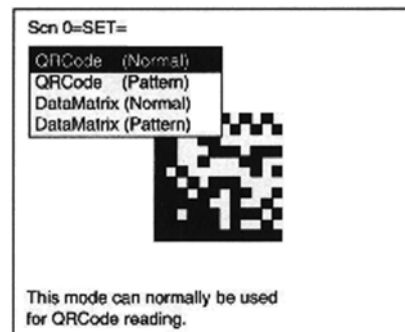 Scn 0=SET=
QRCode (Normal)
QRCode (Pattern)
DataMatrix (Normal)
DataMatrix (Pattern)
This mode can normally be used
for QRCode reading.